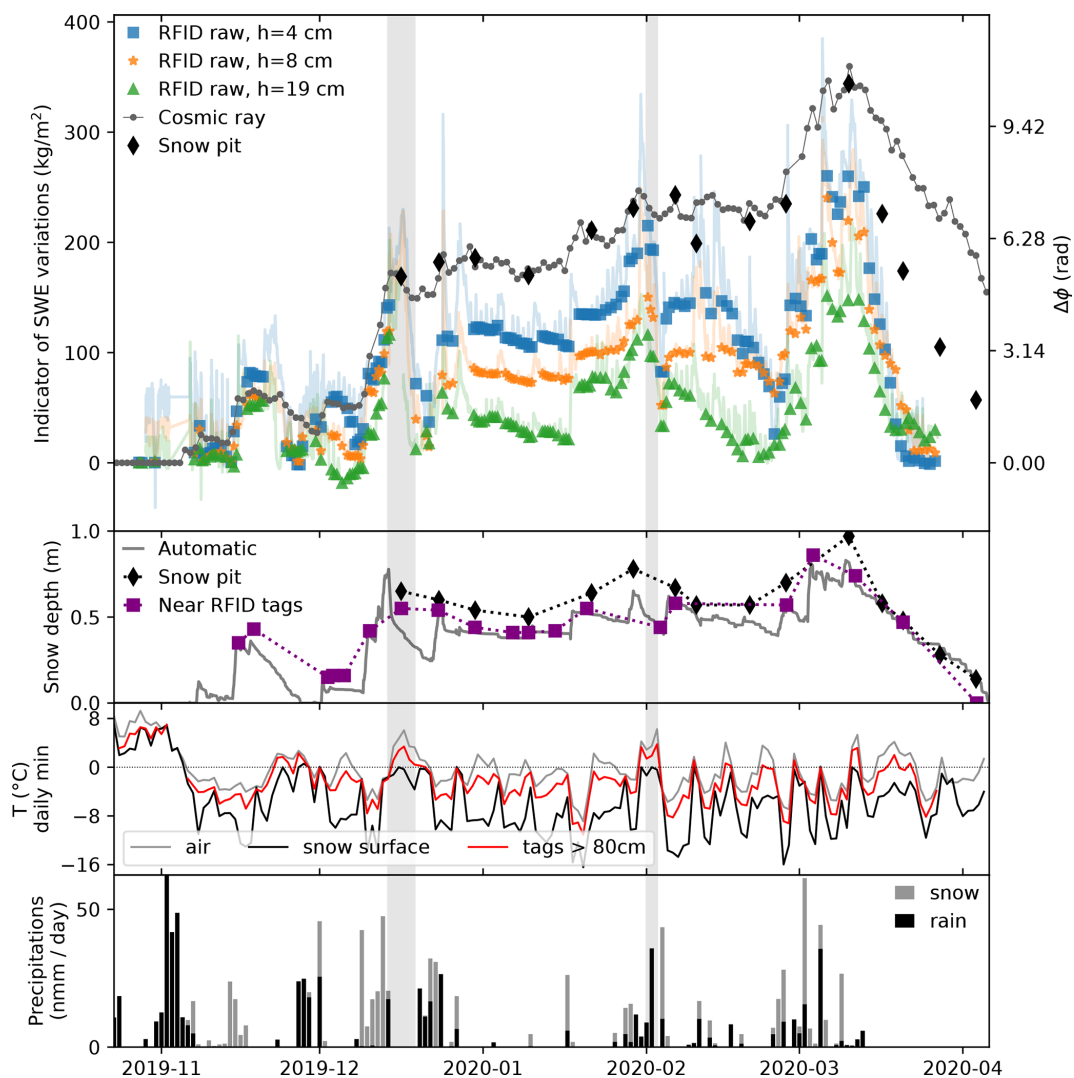 400
300
200
100
0
Indicator of SWE variations (kg/m²)
RFID raw, h=4 cm
RFID raw, h=8 cm
RFID raw, h=19 cm
Cosmic ray
Snow pit
9.42
6.28
3.14
0.00
Δϕ (rad)
1.0
0.5
0.0
Snow depth (m)
Automatic
Snow pit
Near RFID tags
8
0
−8
−16
T (°C)
daily min
air
snow surface
tags > 80cm
50
0
Precipitations
(nmm / day)
snow
rain
2019-11
2019-12
2020-01
2020-02
2020-03
2020-04